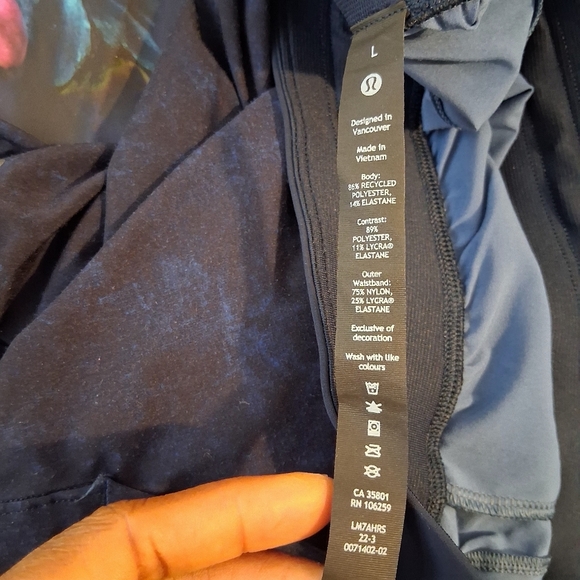 L
Designed in
Vancouver
Made in
Vietnam
Body:
86% RECYCLED
POLYESTER,
14% ELASTANE
Contrast:
89%
POLYESTER,
11% LYCRA®
ELASTANE
Outer
Waistband:
75% NYLON,
25% LYCRA®
ELASTANE
Exclusive of
decoration
Wash with like
colours
CA 35801
RN 106259
LM7AHRS
22-3
0071402-02